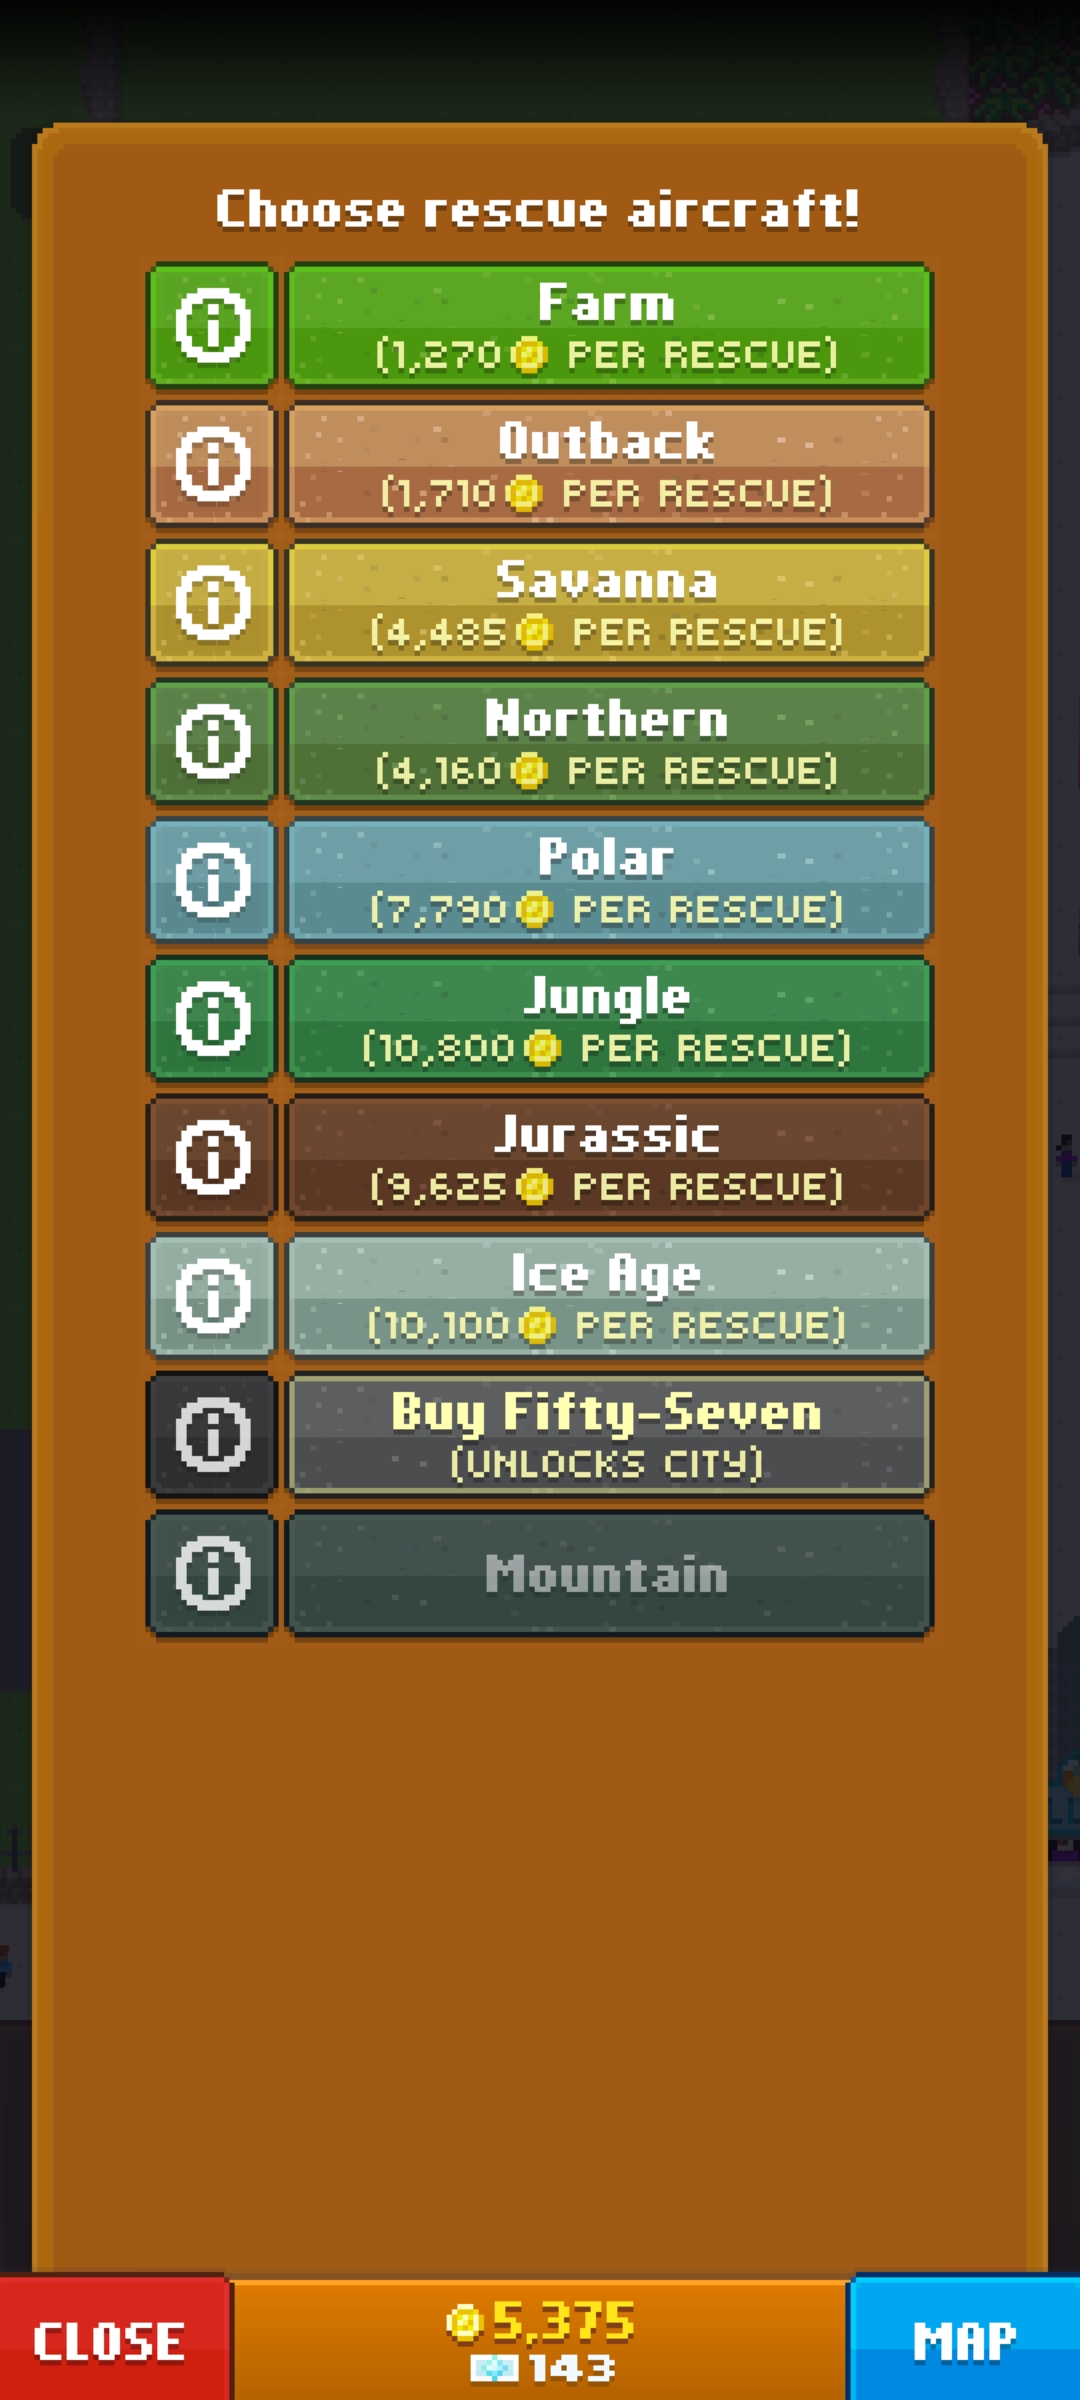 Choose rescue aircraft!
Farm
(1,270 PER RESCUE)
Outback
(1,710 PER RESCUE)
Savanna
(4,485 PER RESCUE)
Northern
(4,160 PER RESCUE)
Polar
(7,790 PER RESCUE)
Jungle
(10,800 PER RESCUE)
Jurassic
(9,625 PER RESCUE)
Ice Age
(10,100 PER RESCUE)
Buy Fifty-Seven
(UNLOCKS CITY)
Mountain
5,375
CLOSE
MAP
143